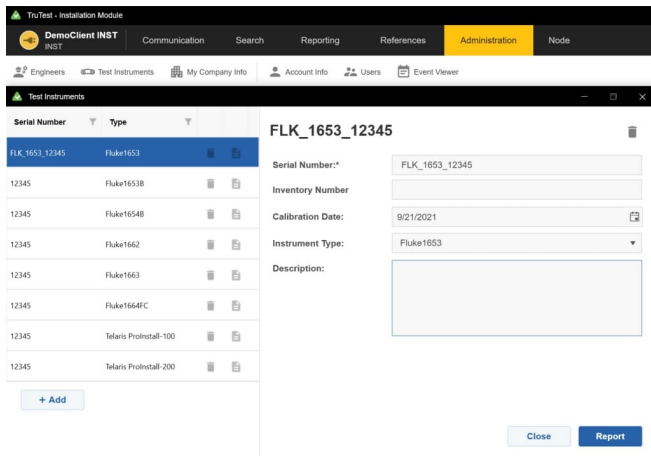 TruTest - Installation Module
DemoClient INST
INST
Communication
Search
Reporting
References
Administration
Node
Engineers
Test Instruments
My Company Info
Account Info
Users
Event Viewer
Test Instruments
Serial Number
Type
FLK_1653_12345 Fluke1653
12345 Fluke1653B
12345 Fluke1654B
12345 Fluke1662
12345 Fluke1663
12345 Fluke1664FC
12345 Telaris ProInstall-100
12345 Telaris ProInstall-200
+ Add
FLK_1653_12345
Serial Number:* FLK_1653_12345
Inventory Number
Calibration Date: 9/21/2021
Instrument Type: Fluke1653
Description:
Close
Report